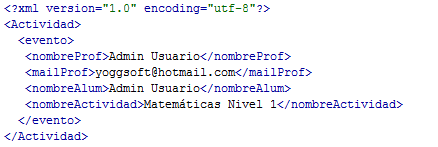 <?xml version="1.0" encoding="utf-8"?>
<Actividad>
<evento>
<nombreProf>Admin Usuario</nombreProf>
<mailProf>yoggsoft@hotmail.com</mailProf>
<nombreAlum>Admin Usuario</nombreAlum>
<nombreActividad>Matemáticas Nivel 1</nombreActividad>
</evento>
</Actividad>